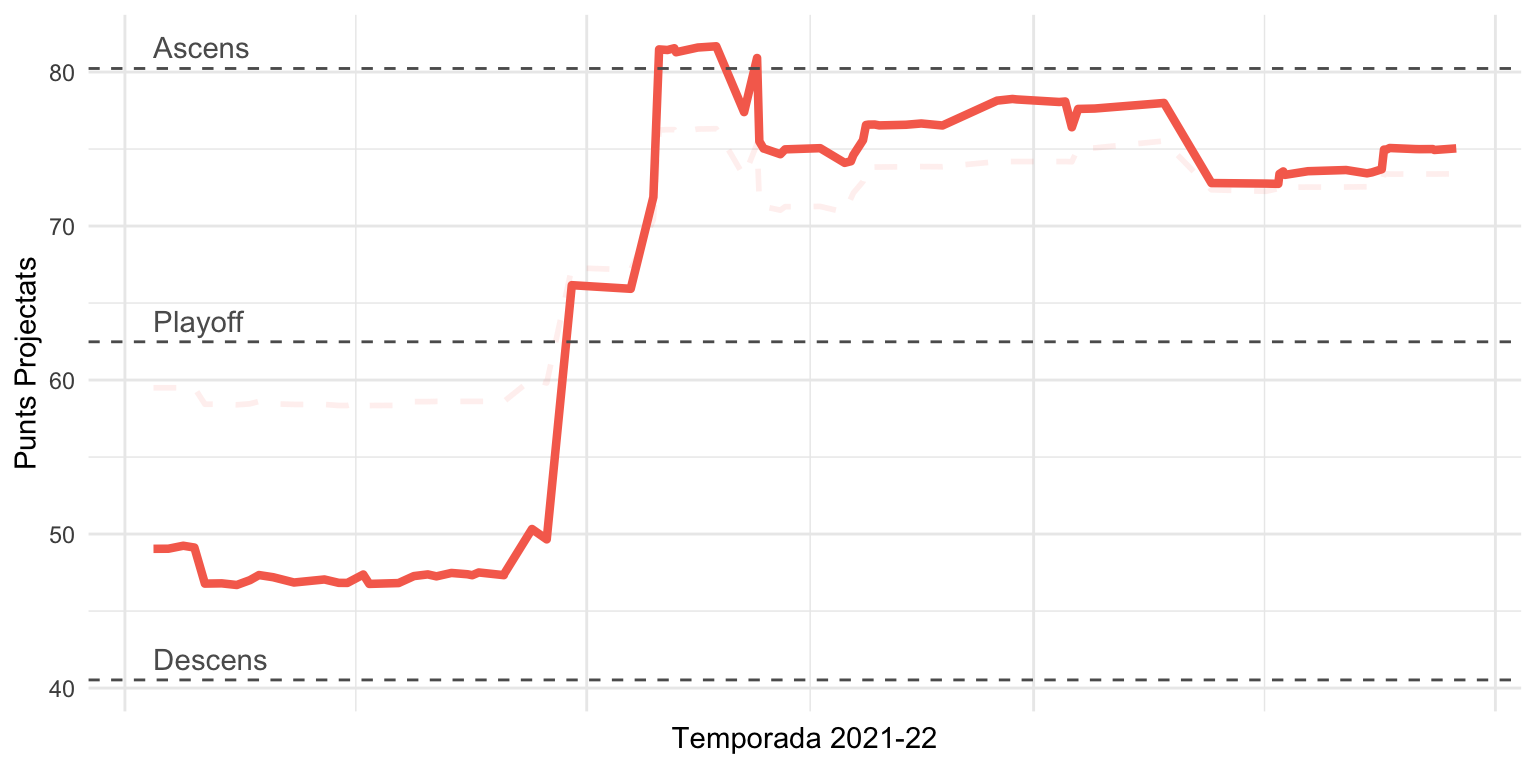 Ascens
80
70
Playoff
60
50
Descens
40
Punts Projectats
Temporada 2021-22